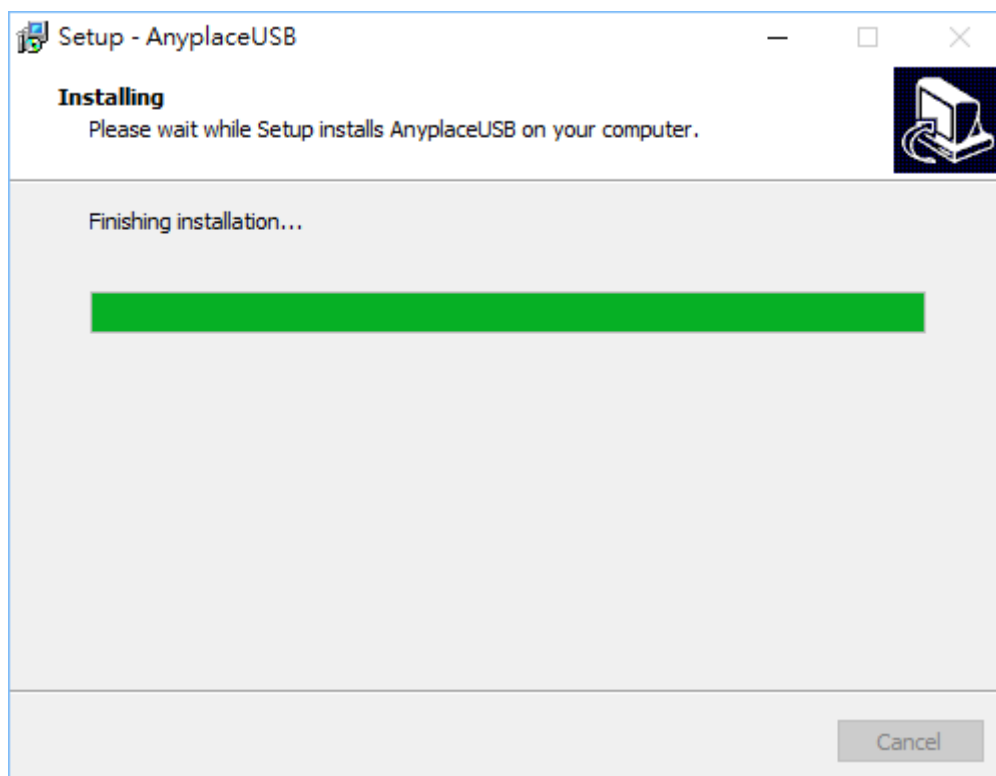 Setup - AnyplaceUSB
Installing
Please wait while Setup installs AnyplaceUSB on your computer.
Finishing installation...
Cancel